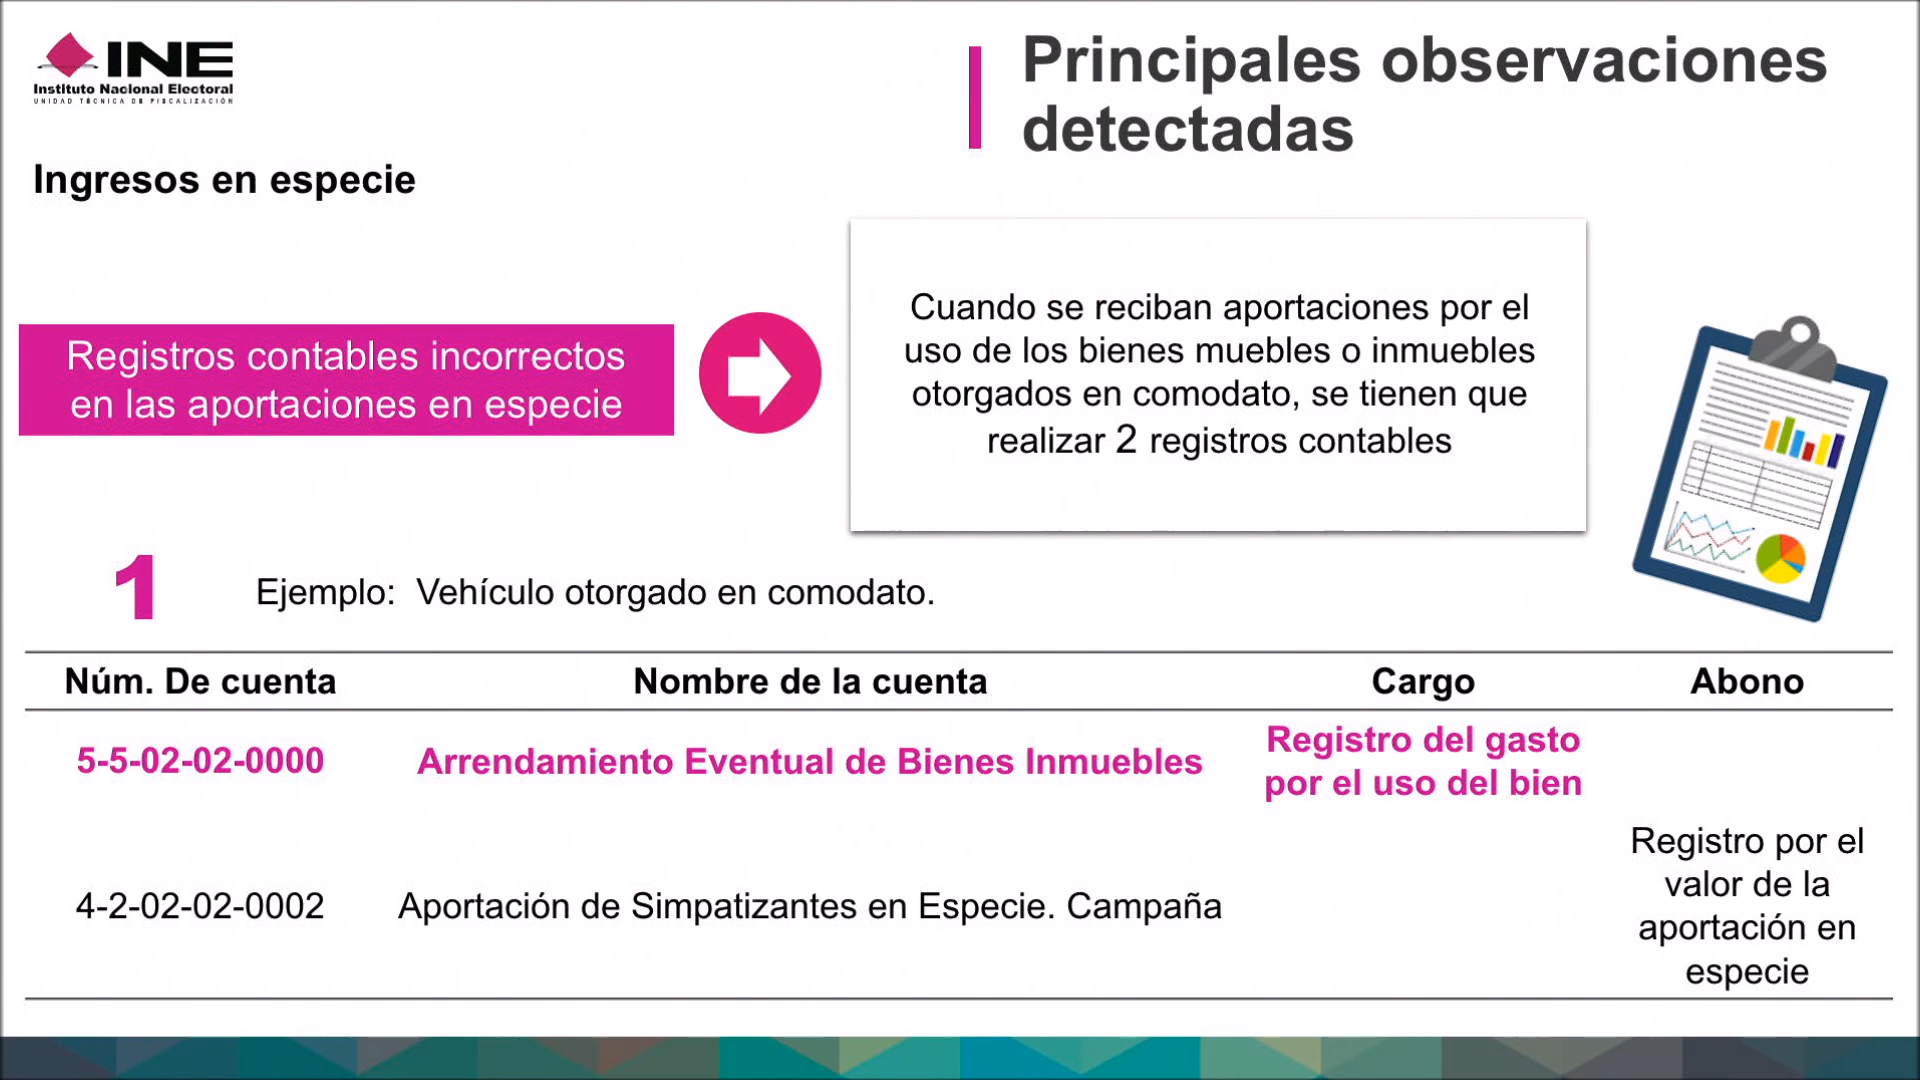 INE
Instituto Nacional Electoral
UNIDAD TÉCNICA DE FISCALIZACIÓN
Principales observaciones
detectadas
Ingresos en especie
Registros contables incorrectos
en las aportaciones en especie
Cuando se reciban aportaciones por el
uso de los bienes muebles o inmuebles
otorgados en comodato, se tienen que
realizar 2 registros contables
1
Ejemplo: Vehículo otorgado en comodato.
Núm. De cuenta Nombre de la cuenta Cargo Abono
5-5-02-02-0000 Arrendamiento Eventual de Bienes Inmuebles Registro del gasto
por el uso del bien
4-2-02-02-0002 Aportación de Simpatizantes en Especie. Campaña
Registro por el
valor de la
aportación en
especie